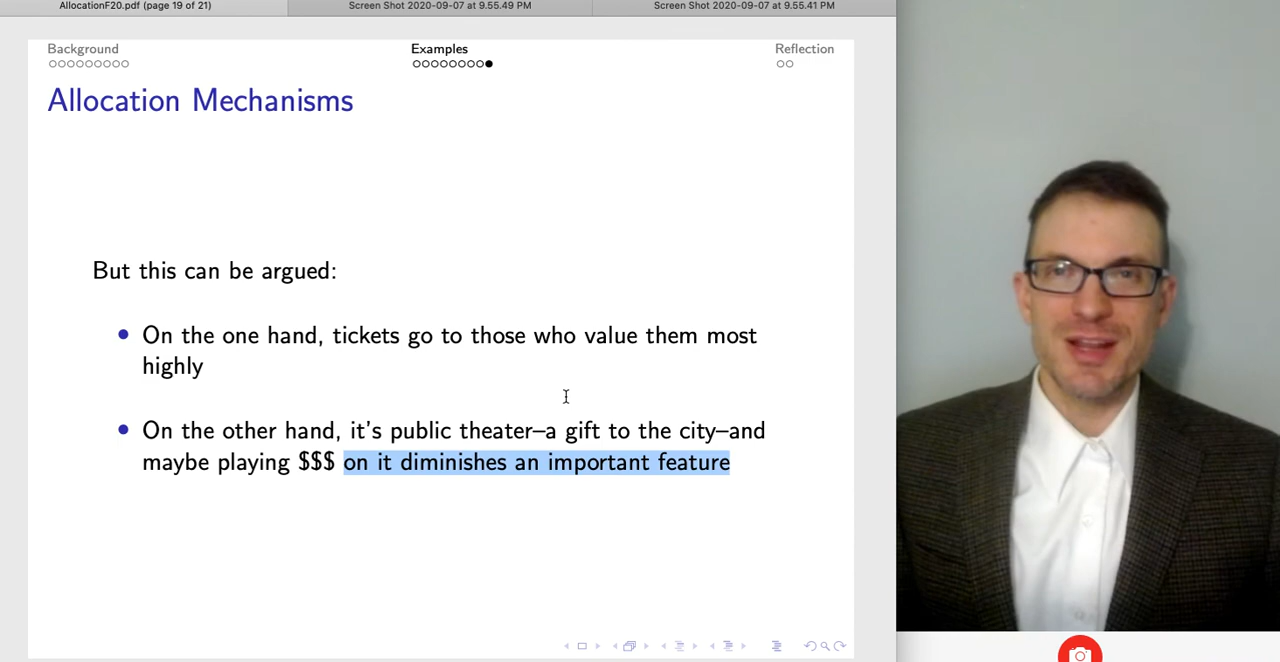 AllocationF20.pdf (page 19 of 21)
Screen Shot 2020-09-07 at 9.55.49 PM
Screen Shot 2020-09-07 at 9.55.41 PM
Background
Examples
Reflection
Allocation Mechanisms
But this can be argued:
On the one hand, tickets go to those who value them most
highly
On the other hand, it's public theater–a gift to the city–and
maybe playing $$$ on it diminishes an important feature